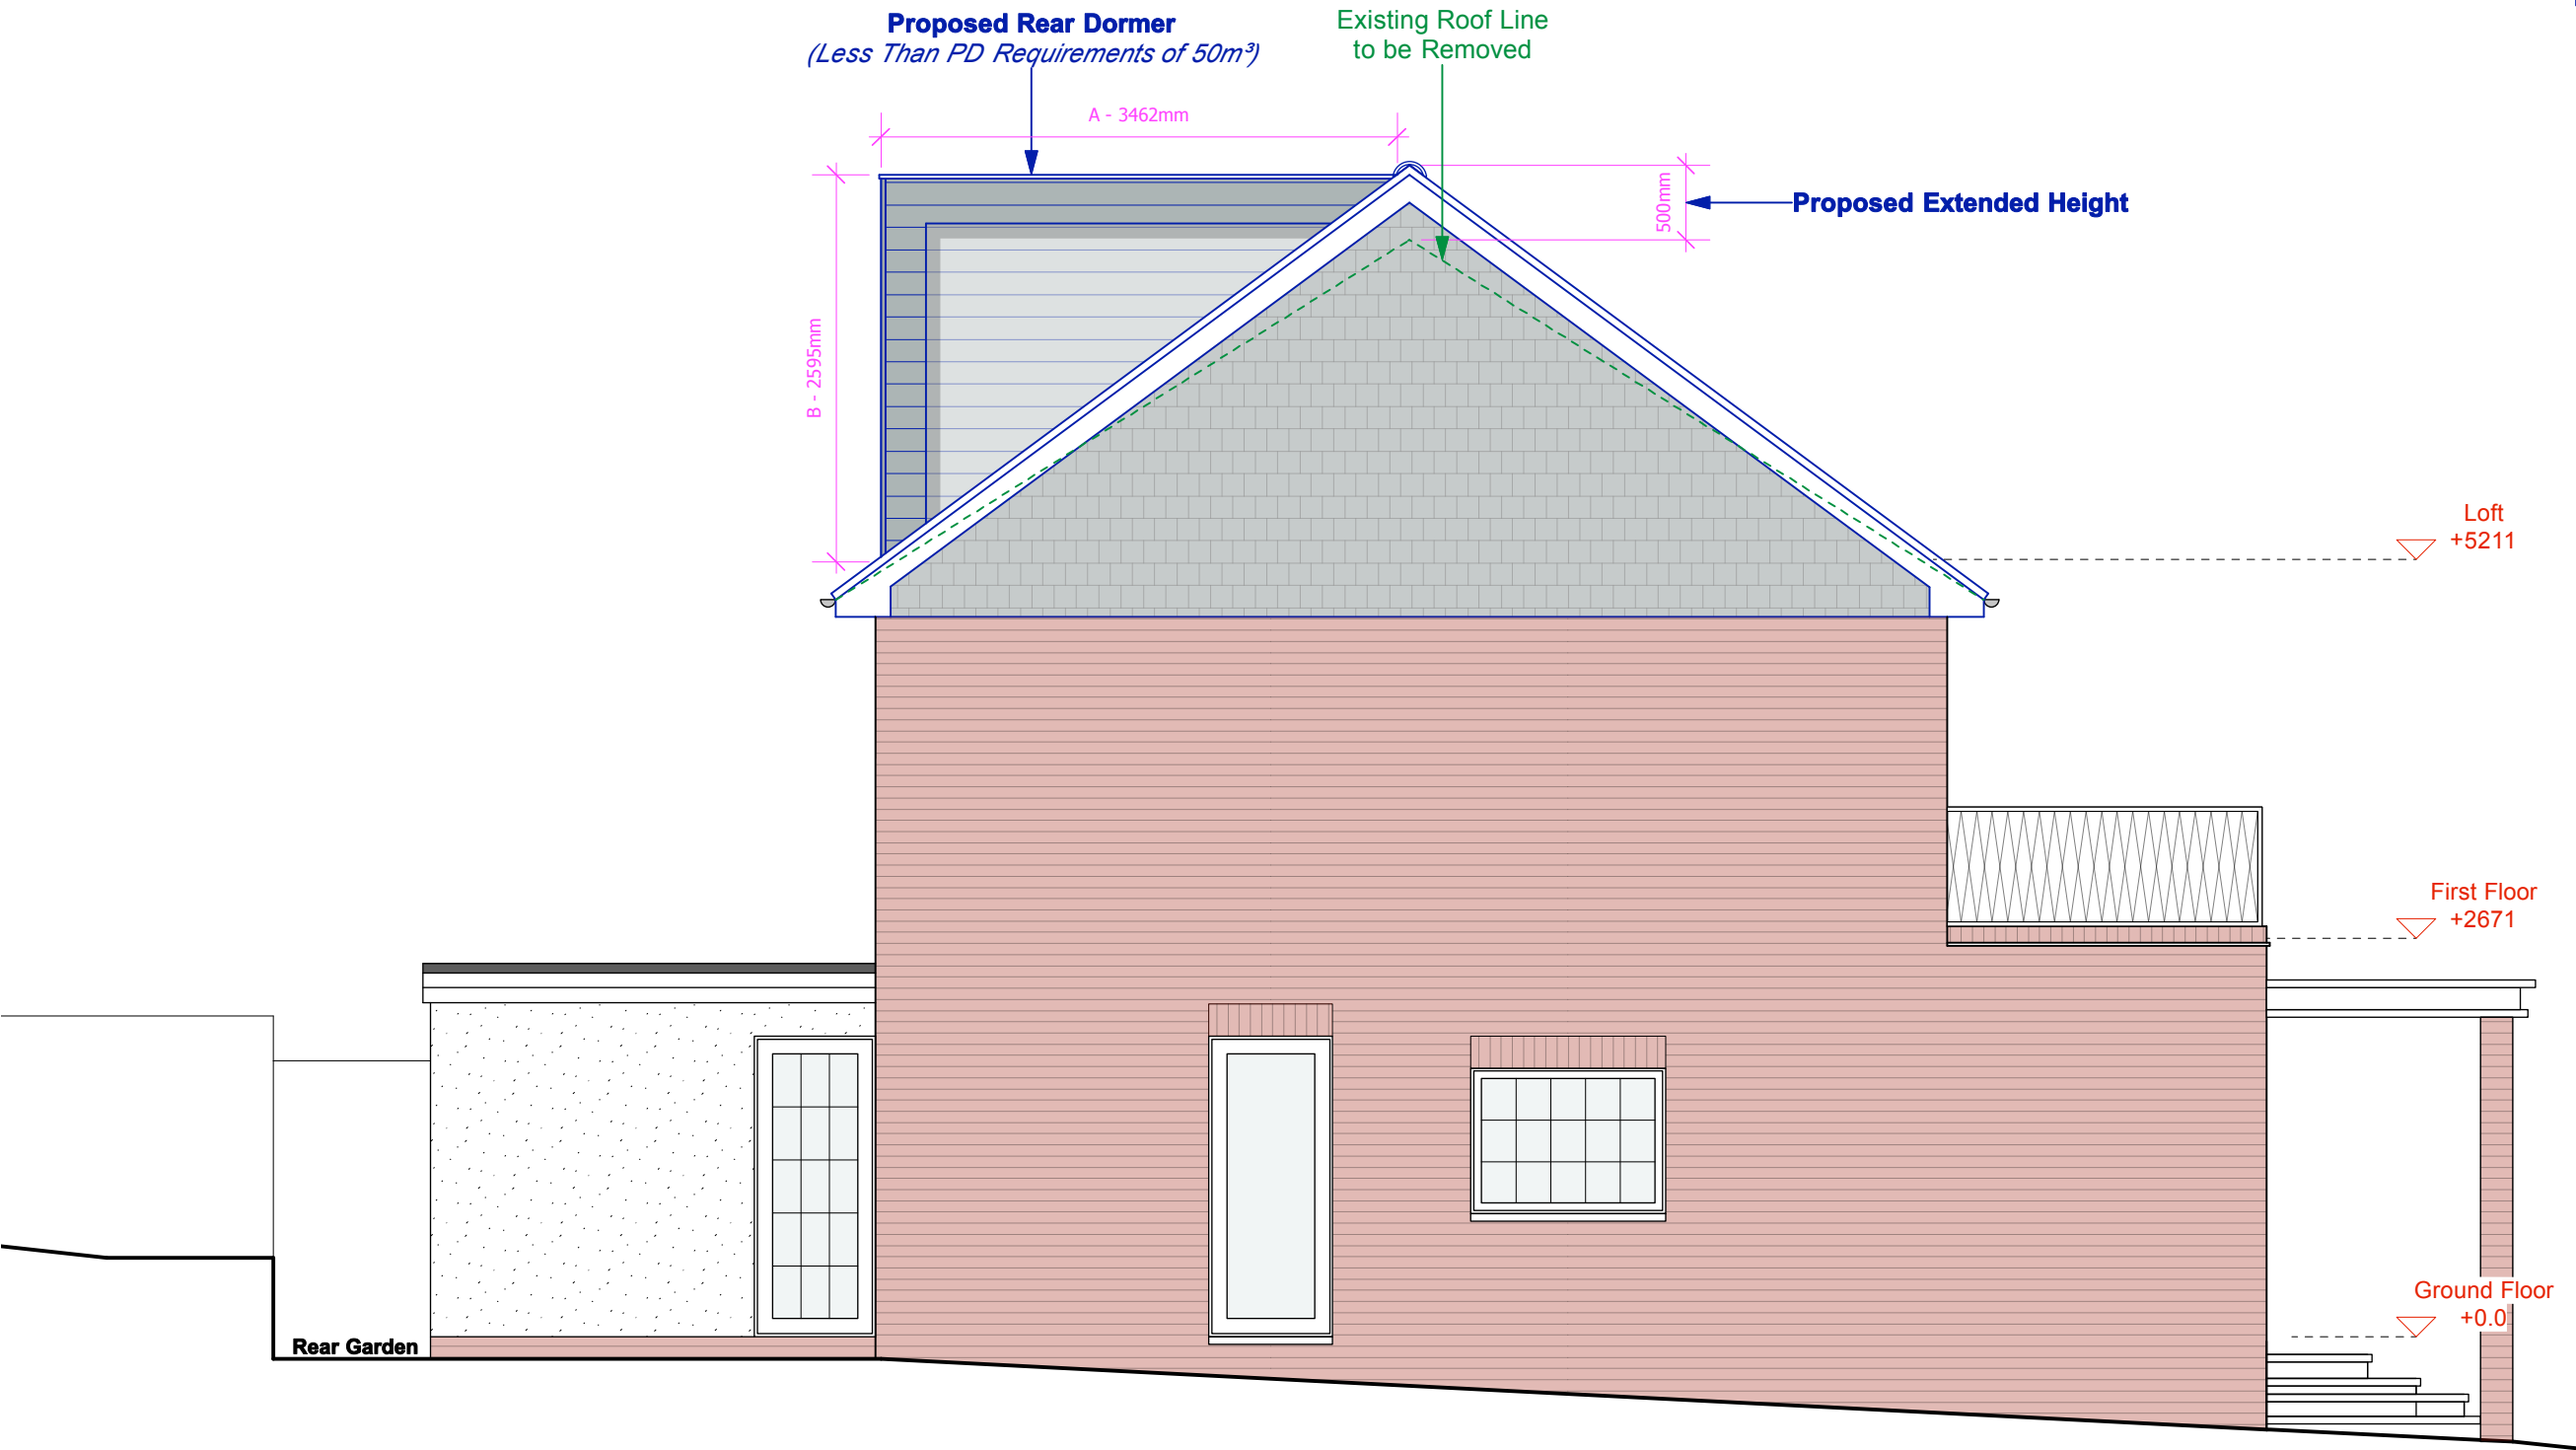 Proposed Rear Dormer
(Less Than PD Requirements of 50m³)
Existing Roof Line
to be Removed
A - 3462mm
500mm
Proposed Extended Height
B - 2595mm
Loft
+5211
First Floor
+2671
Ground Floor
+0.0
Rear Garden